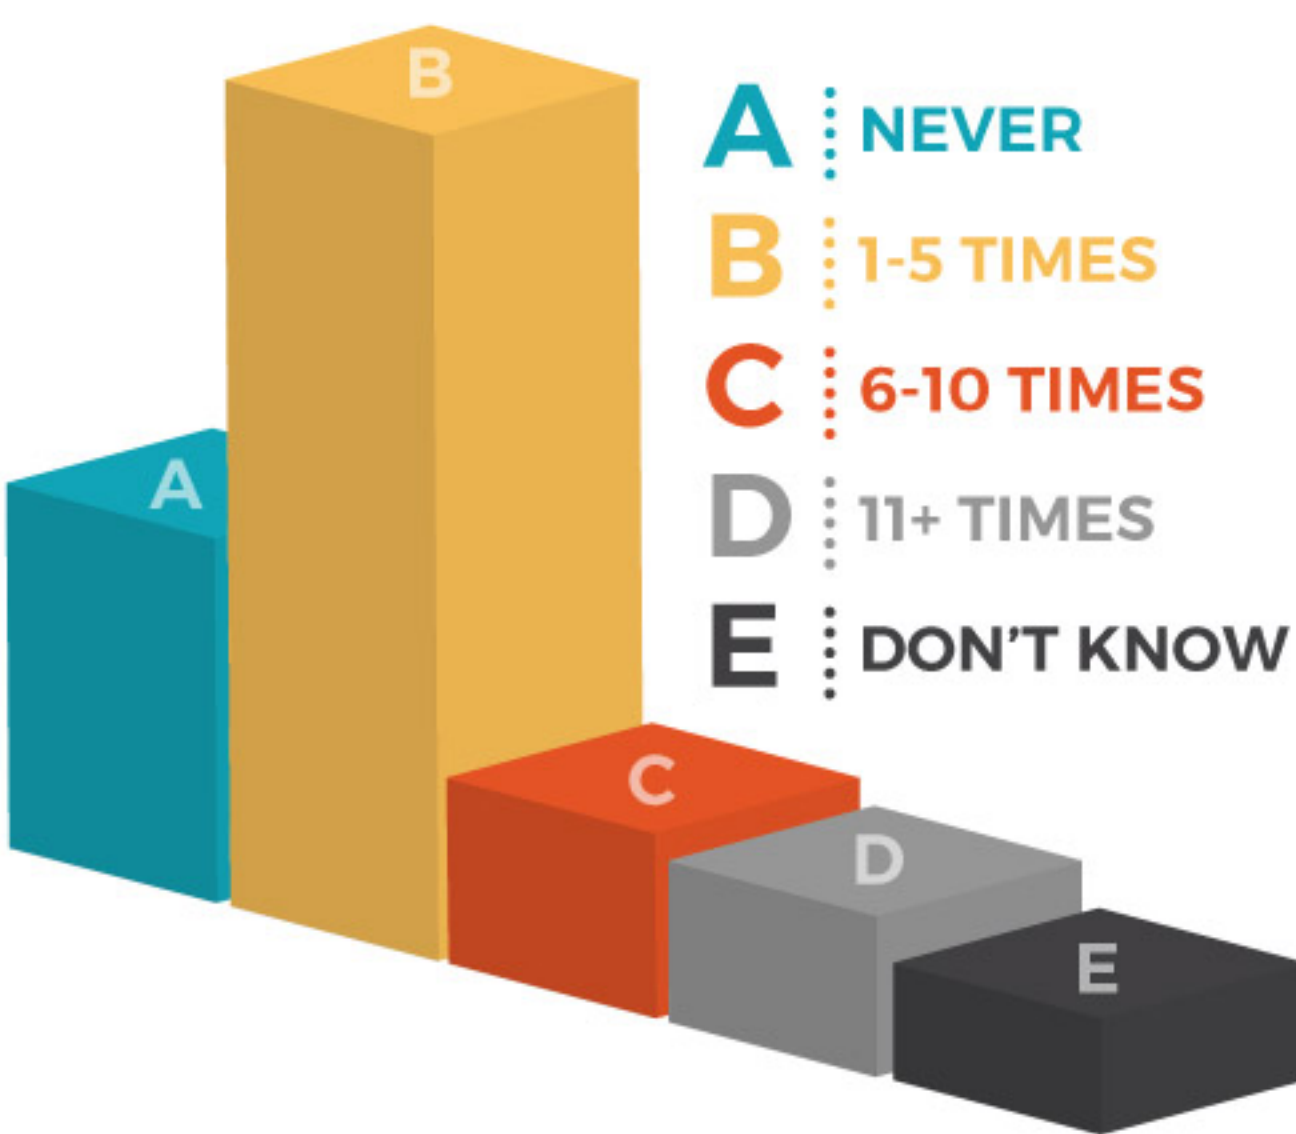 B
A NEVER
B 1-5 TIMES
C 6-10 TIMES
A
D 11+ TIMES
E DON'T KNOW
C
D
E